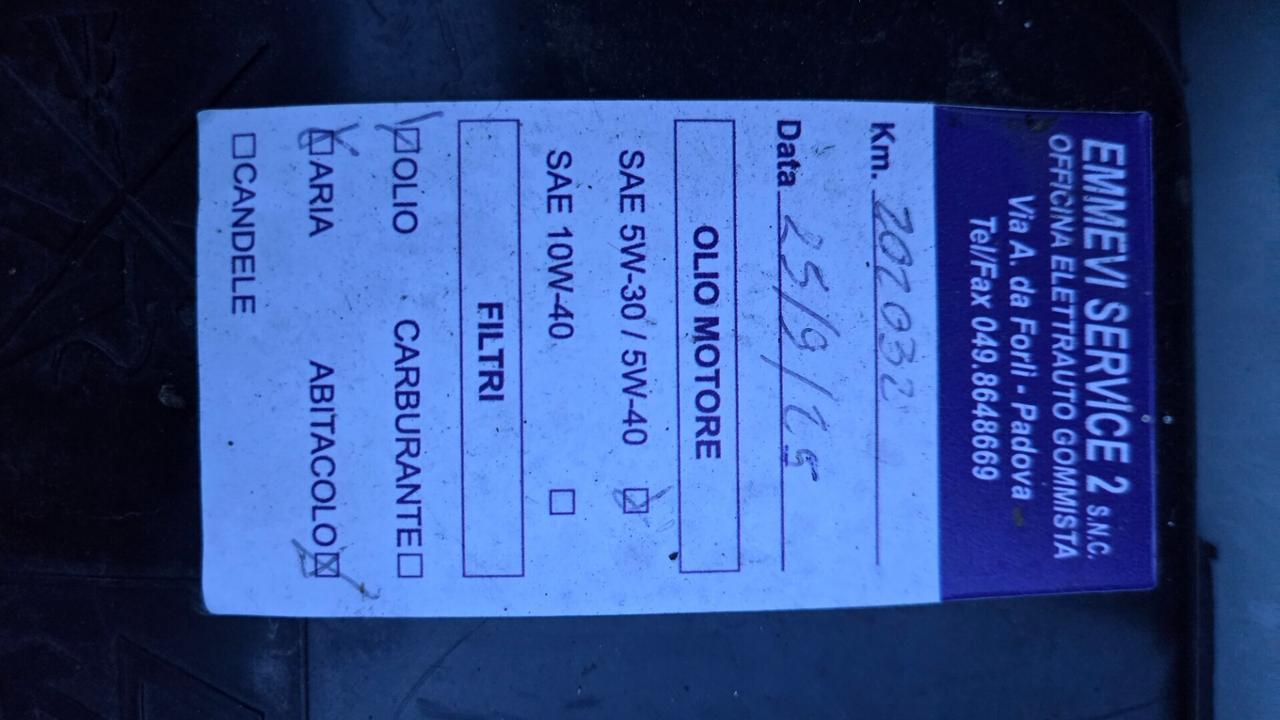 EMMEVI SERVICE 2 S.N.C.
OFFICINA ELETTRAUTO GOMMISTA
Via A. da Forlì - Padova
Tel/Fax 049.8648669
Km. 202032
Data 25/9/25
OLIO MOTORE
SAE 5W-30 / 5W-40
SAE 10W-40
FILTRI
OLIO CARBURANTE
ARIA ABITACOLO
CANDELE